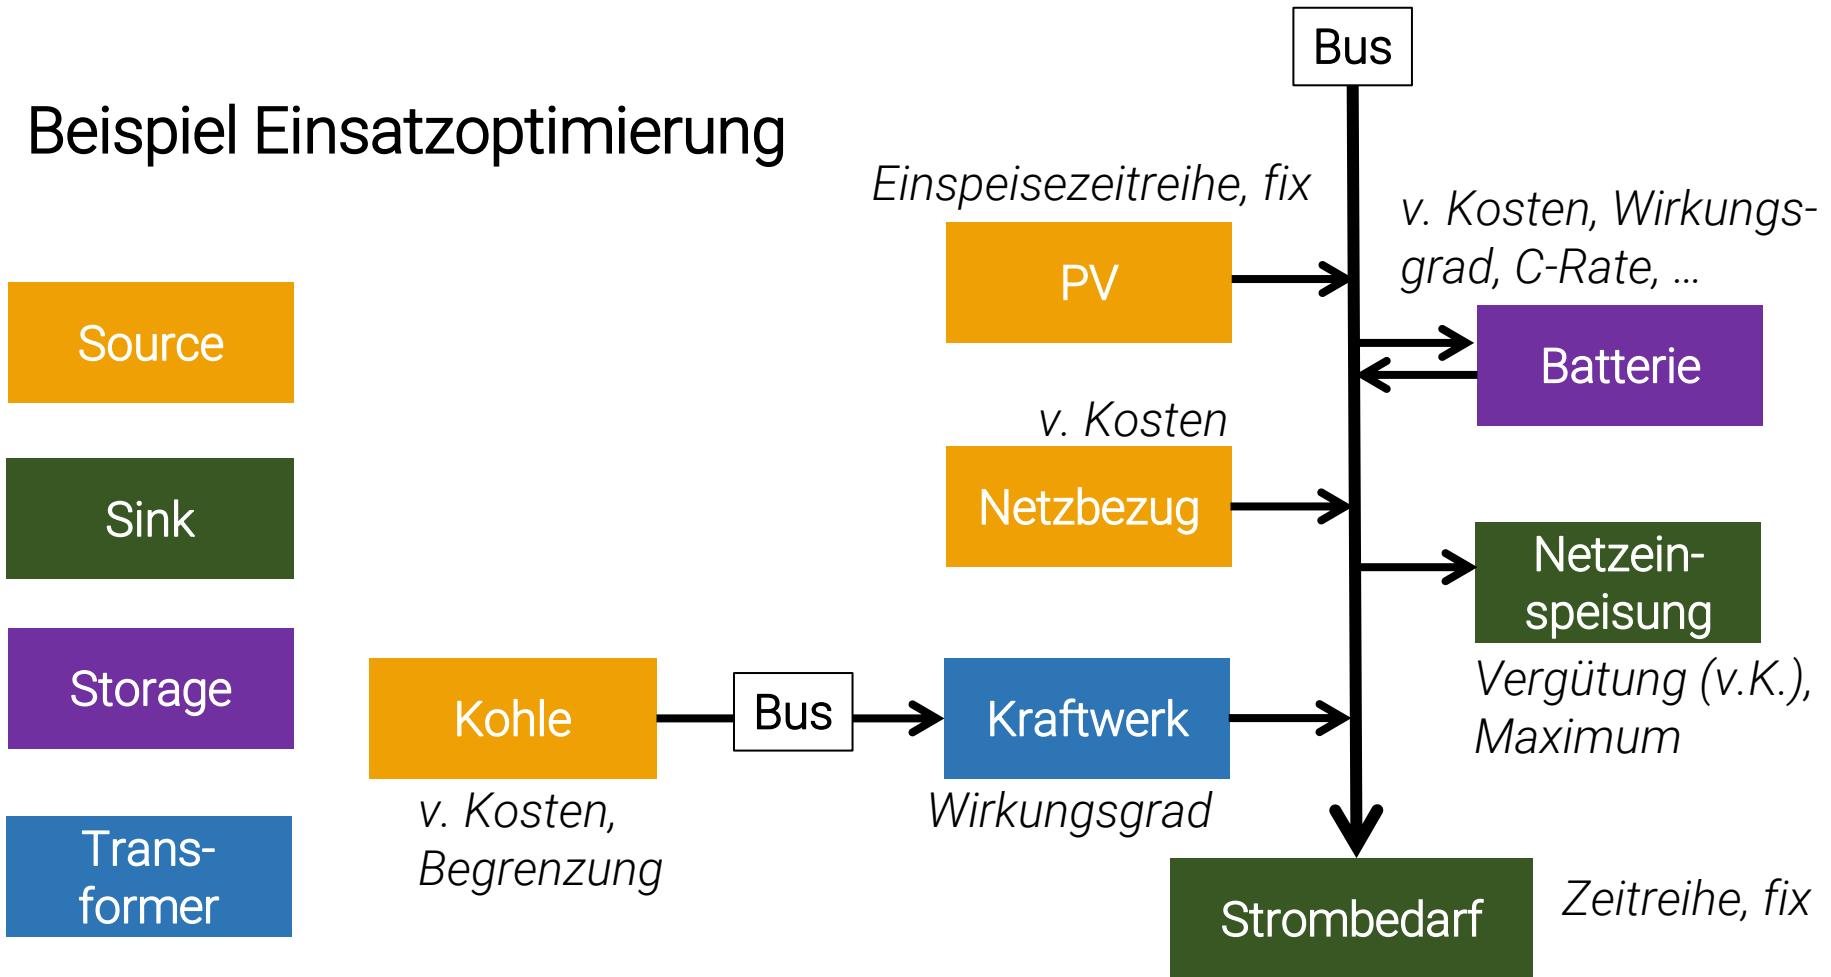 Bus
Beispiel Einsatzoptimierung
Einspeisezeitreihe, fix
v. Kosten, Wirkungs-
grad, C-Rate, ...
PV
Source
Batterie
v. Kosten
Netzbezug
Sink
Netzein-
speisung
Vergütung (v.K.),
Maximum
Storage
Kohle
Bus
Kraftwerk
v. Kosten,
Begrenzung
Wirkungsgrad
Trans-
former
Strombedarf
Zeitreihe, fix